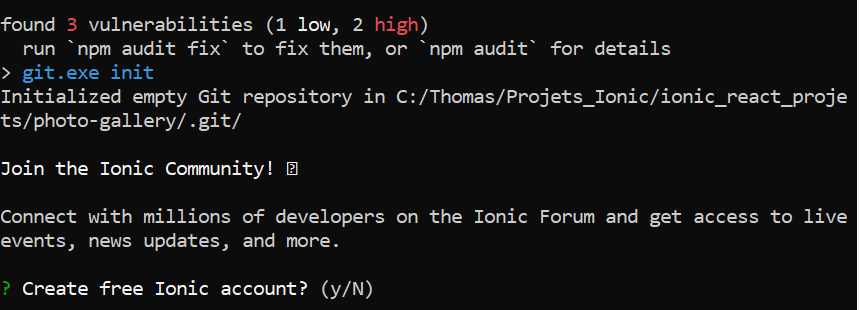 found 3 vulnerabilities (1 low, 2 high)
run `npm audit fix` to fix them, or `npm audit` for details
> git.exe init
Initialized empty Git repository in C:/Thomas/Projets_Ionic/ionic_react_proje
ts/photo-gallery/.git/
Join the Ionic Community! 
Connect with millions of developers on the Ionic Forum and get access to live
events, news updates, and more.
? Create free Ionic account? (y/N)